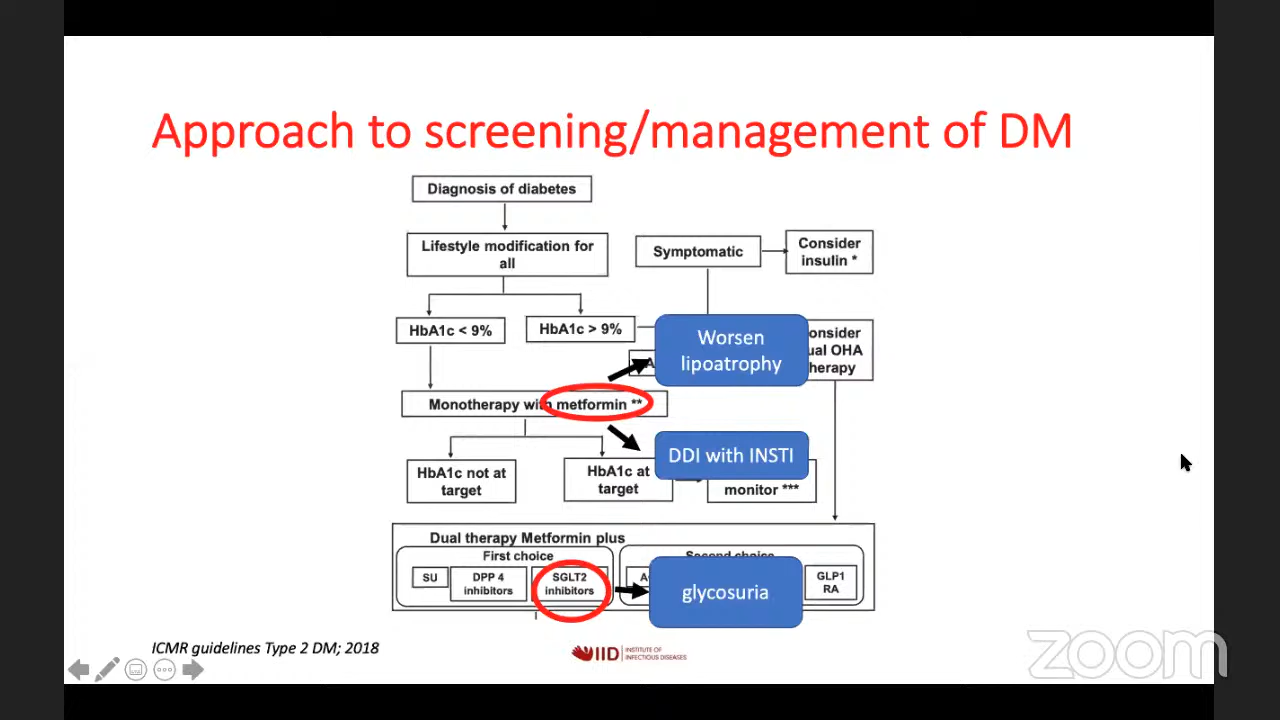 Approach to screening/management of DM
Diagnosis of diabetes
Lifestyle modification for
all
Symptomatic
Consider
insulin *
HbA1c < 9%
HbA1c > 9%
Worsen
lipoatrophy
therapy
OHA
Monotherapy with metformin **
DDI with INSTI
HbA1c not at
target
HbA1c at
target
monitor ***
Dual therapy Metformin plus
First choice
Second choice
SU
DPP 4
inhibitors
SGLT2
inhibitors
glycosuria
GLP1
RA
ICMR guidelines Type 2 DM; 2018
IID
INSTITUTE OF
INFECTIOUS DISEASES
zoom